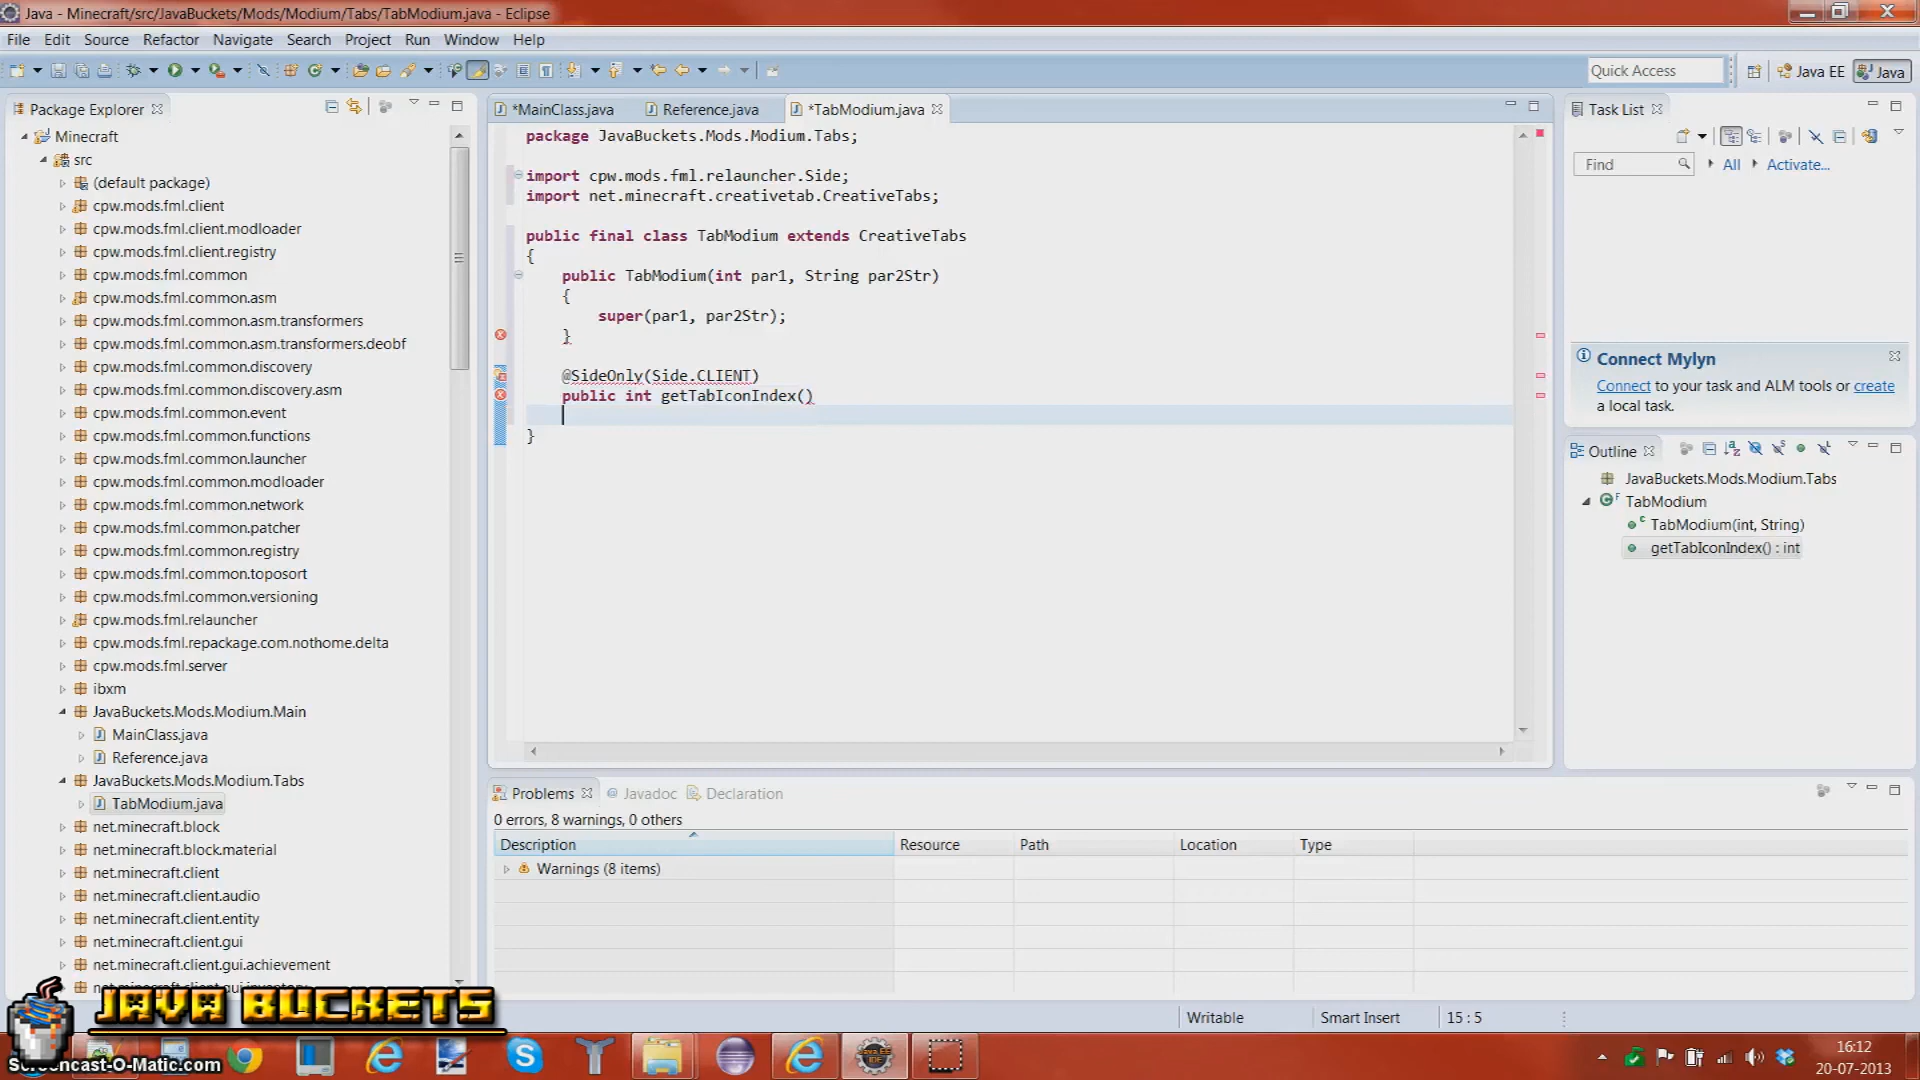 Java - Minecraft/src/JavaBuckets/Mods/Modium/Tabs/TabModium.java - Eclipse
File Edit Source Refactor Navigate Search Project Run Window Help
Quick Access
Java EE
Java
Package Explorer
Minecraft
src
(default package)
cpw.mods.fml.client
cpw.mods.fml.client.modloader
cpw.mods.fml.client.registry
cpw.mods.fml.common
cpw.mods.fml.common.asm
cpw.mods.fml.common.asm.transformers
cpw.mods.fml.common.asm.transformers.deobf
cpw.mods.fml.common.discovery
cpw.mods.fml.common.discovery.asm
cpw.mods.fml.common.event
cpw.mods.fml.common.functions
cpw.mods.fml.common.launcher
cpw.mods.fml.common.modloader
cpw.mods.fml.common.network
cpw.mods.fml.common.patcher
cpw.mods.fml.common.registry
cpw.mods.fml.common.toposort
cpw.mods.fml.common.versioning
cpw.mods.fml.relauncher
cpw.mods.fml.repackage.com.nothome.delta
cpw.mods.fml.server
ibxm
JavaBuckets.Mods.Modium.Main
MainClass.java
Reference.java
JavaBuckets.Mods.Modium.Tabs
TabModium.java
net.minecraft.block
net.minecraft.block.material
net.minecraft.client
net.minecraft.client.audio
net.minecraft.client.entity
net.minecraft.client.gui
net.minecraft.client.gui.achievement
*MainClass.java Reference.java *TabModium.java
package JavaBuckets.Mods.Modium.Tabs;
import cpw.mods.fml.relauncher.Side;
import net.minecraft.creativetab.CreativeTabs;
public final class TabModium extends CreativeTabs
{
public TabModium(int par1, String par2Str)
{
super(par1, par2Str);
}
@SideOnly(Side.CLIENT)
public int getTabIconIndex()
}
Task List
Find
All
Activate...
Connect Mylyn
Connect to your task and ALM tools or create
a local task.
Outline
JavaBuckets.Mods.Modium.Tabs
TabModium
TabModium(int, String)
getTabIconIndex() : int
Problems @ Javadoc Declaration
0 errors, 8 warnings, 0 others
Description Resource Path Location Type
Warnings (8 items)
Writable Smart Insert 15 : 5
JAVA BUCKETS
Screencast-O-Matic.com
Java EE
IDE
16:12
20-07-2013